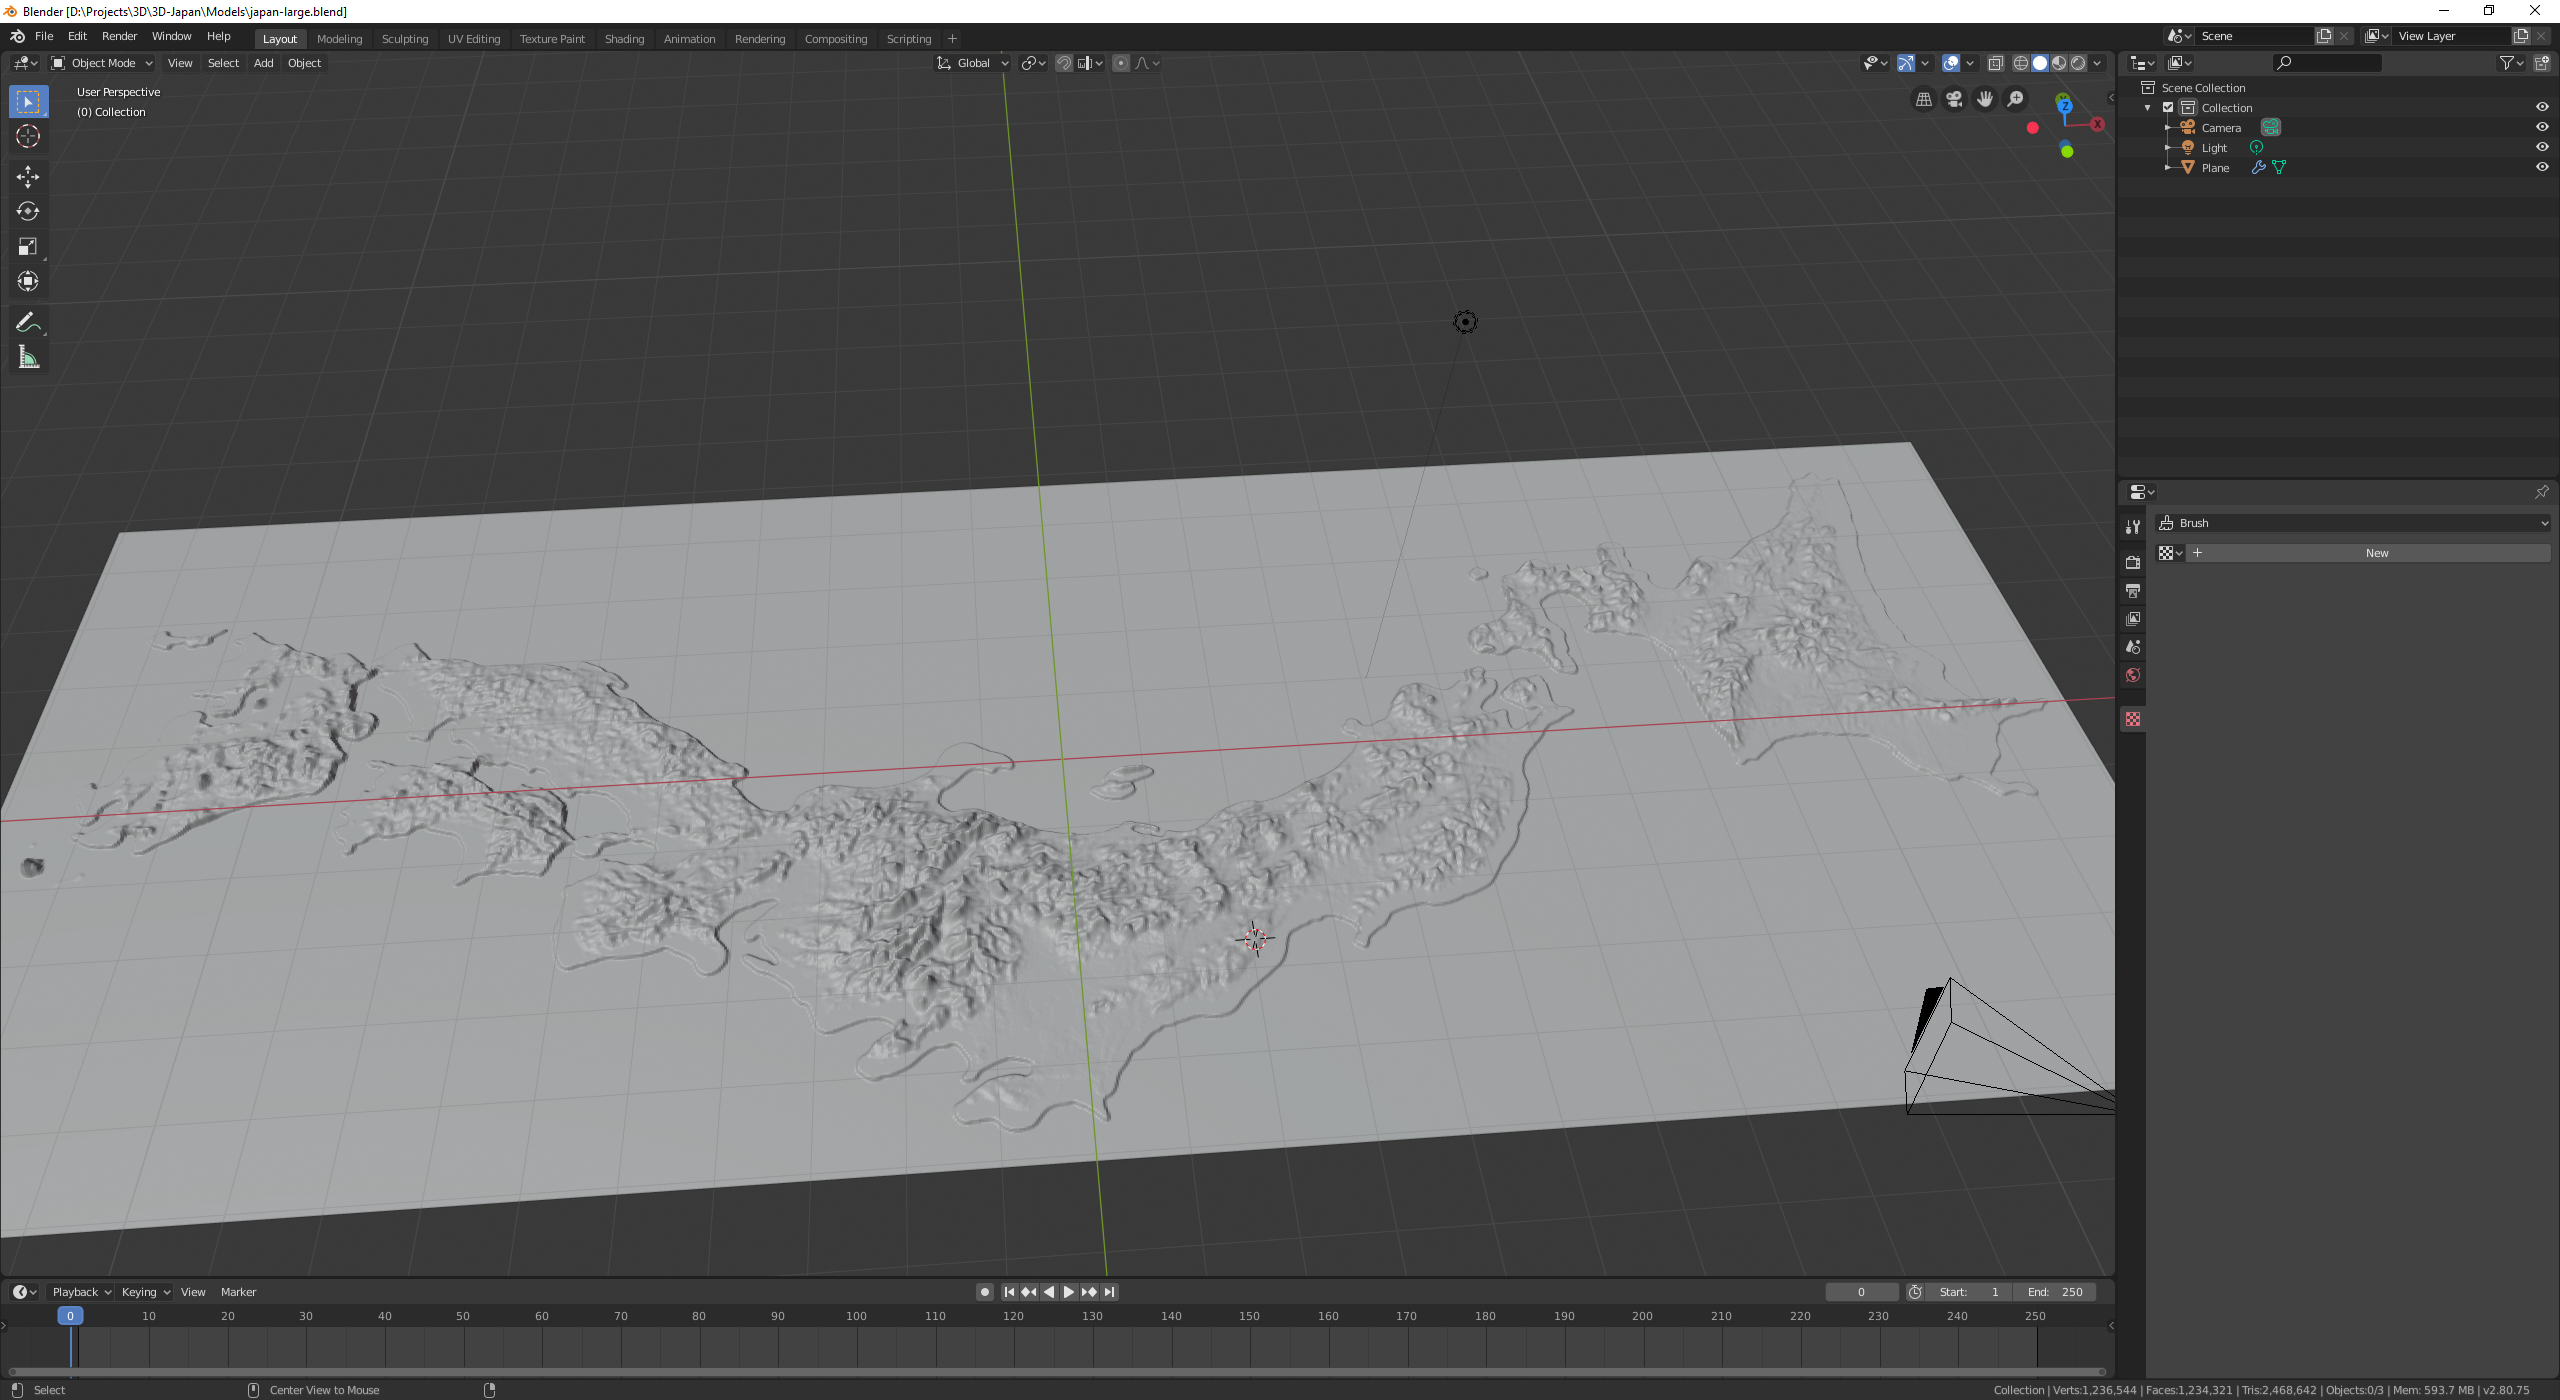 Blender [D:\Projects\3D\3D-Japan\Models\japan-large.blend]
File Edit Render Window Help Layout Modeling Sculpting UV Editing Texture Paint Shading Animation Rendering Compositing Scripting + Scene View Layer
Object Mode View Select Add Object Global
User Perspective
(0) Collection
Z
X
Scene Collection
Collection
Camera
Light
Plane
Brush
+ New
Playback Keying View Marker 0 Start: 1 End: 250
0 10 20 30 40 50 60 70 80 90 100 110 120 130 140 150 160 170 180 190 200 210 220 230 240 250
Select Center View to Mouse Collection | Verts:1,236,544 | Faces:1,234,321 | Tris:2,468,642 | Objects:0/3 | Mem: 593.7 MB | v2.80.75